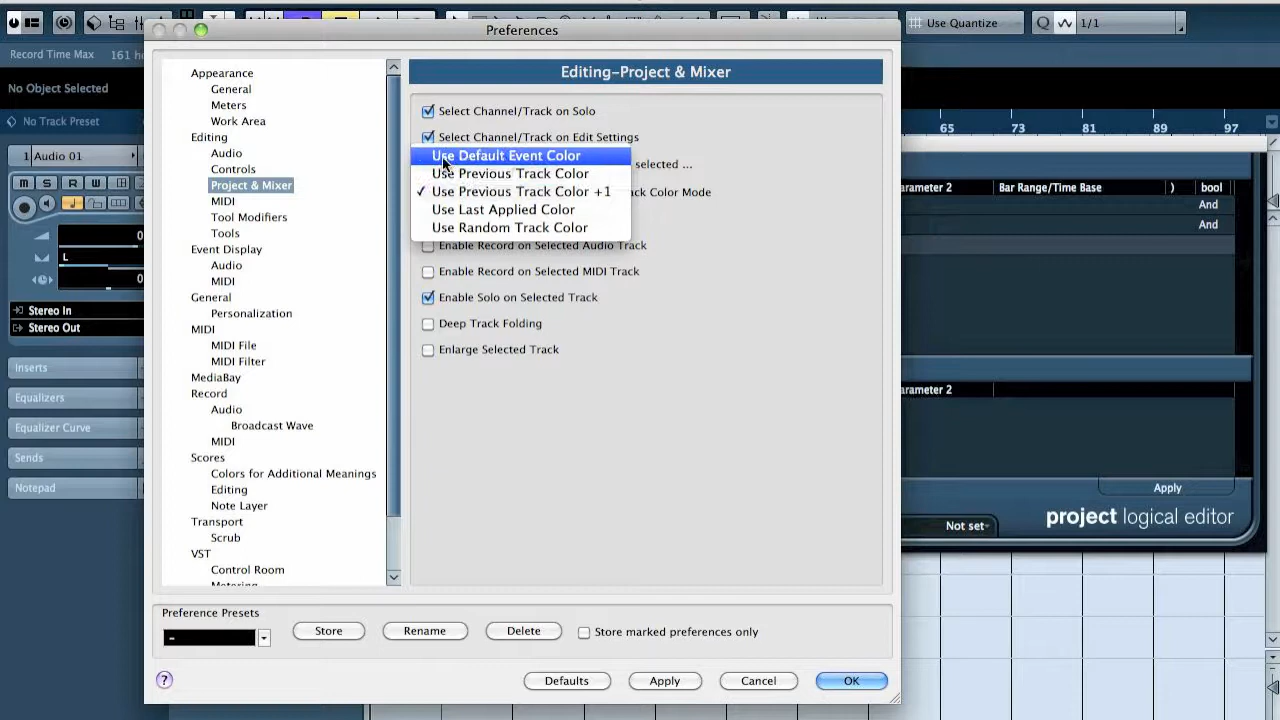 Preferences
Use Quantize
1/1
Record Time Max
161 h
No Object Selected
No Track Preset
1
Audio 01
M
S
R
W
L
Stereo In
Stereo Out
Inserts
Equalizers
Equalizer Curve
Sends
Notepad
Appearance
General
Meters
Work Area
Editing
Audio
Controls
Project & Mixer
MIDI
Tool Modifiers
Tools
Event Display
Audio
MIDI
General
Personalization
MIDI
MIDI File
MIDI Filter
MediaBay
Record
Audio
Broadcast Wave
MIDI
Scores
Colors for Additional Meanings
Editing
Note Layer
Transport
Scrub
VST
Control Room
Metering
Editing-Project & Mixer
Select Channel/Track on Solo
Select Channel/Track on Edit Settings
selected ...
Use Default Event Color
Use Previous Track Color
✓ Use Previous Track Color +1
Use Last Applied Color
Use Random Track Color
ck Color Mode
Enable Record on Selected Audio Track
Enable Record on Selected MIDI Track
Enable Solo on Selected Track
Deep Track Folding
Enlarge Selected Track
Preference Presets
-
Store
Rename
Delete
Store marked preferences only
?
Defaults
Apply
Cancel
OK
65 73 81 89 97
arameter 2
Bar Range/Time Base
)
bool
And
And
arameter 2
Apply
Not set
project logical editor